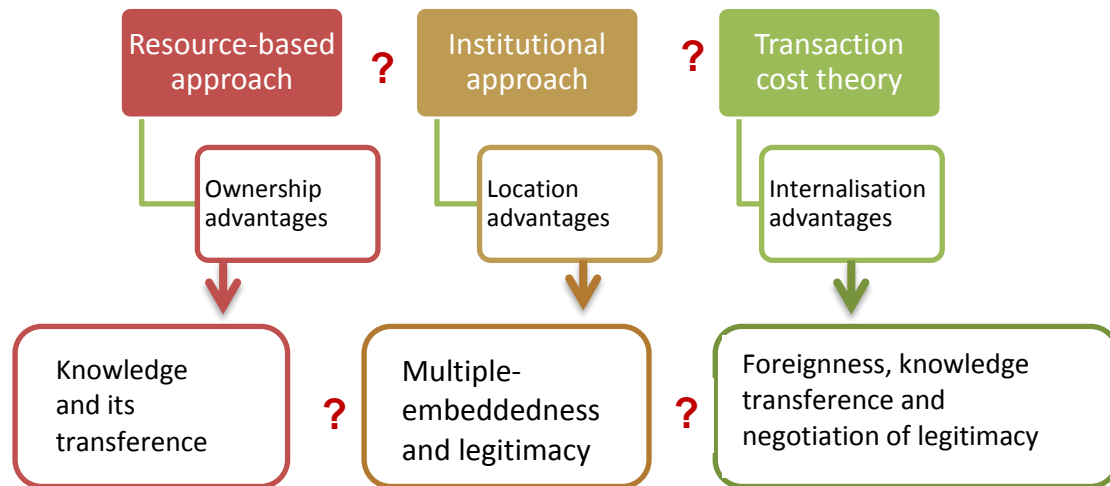 Resource-based
approach
?
Institutional
approach
?
Transaction
cost theory
Ownership
advantages
Location
advantages
Internalisation
advantages
Knowledge
and its
transference
?
Multiple-
embeddedness
and legitimacy
?
Foreignness, knowledge
transference and
negotiation of legitimacy